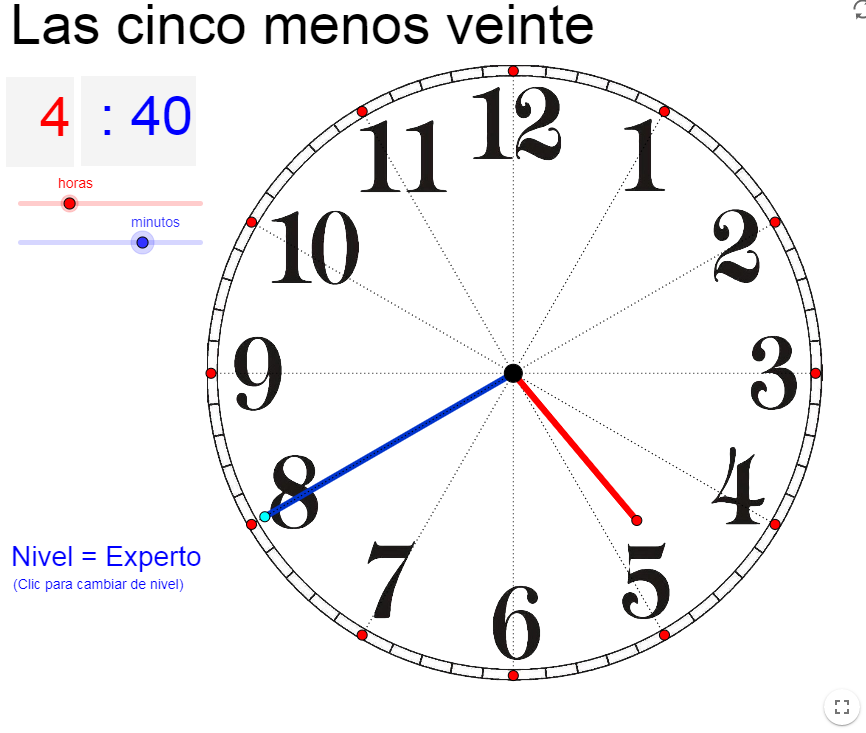 Las cinco menos veinte
4 : 40
horas
minutos
12
11
1
10
2
9
3
8
4
7
5
6
Nivel = Experto
(Clic para cambiar de nivel)